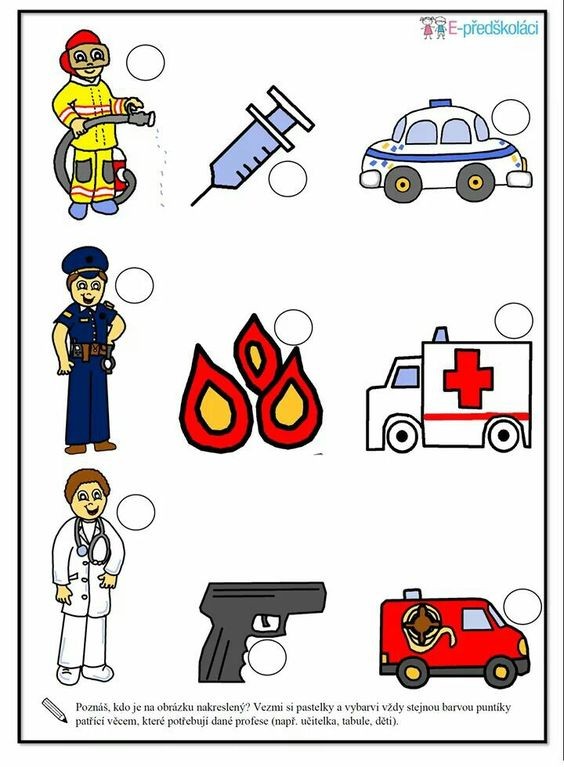 E-předškoláci
Poznáš, kdo je na obrázku nakreslený? Vezmi si pastelky a vybarvi vždy stejnou barvou puntíky
patřící věcem, které potřebují dané profese (např. učitelka, tabule, děti).